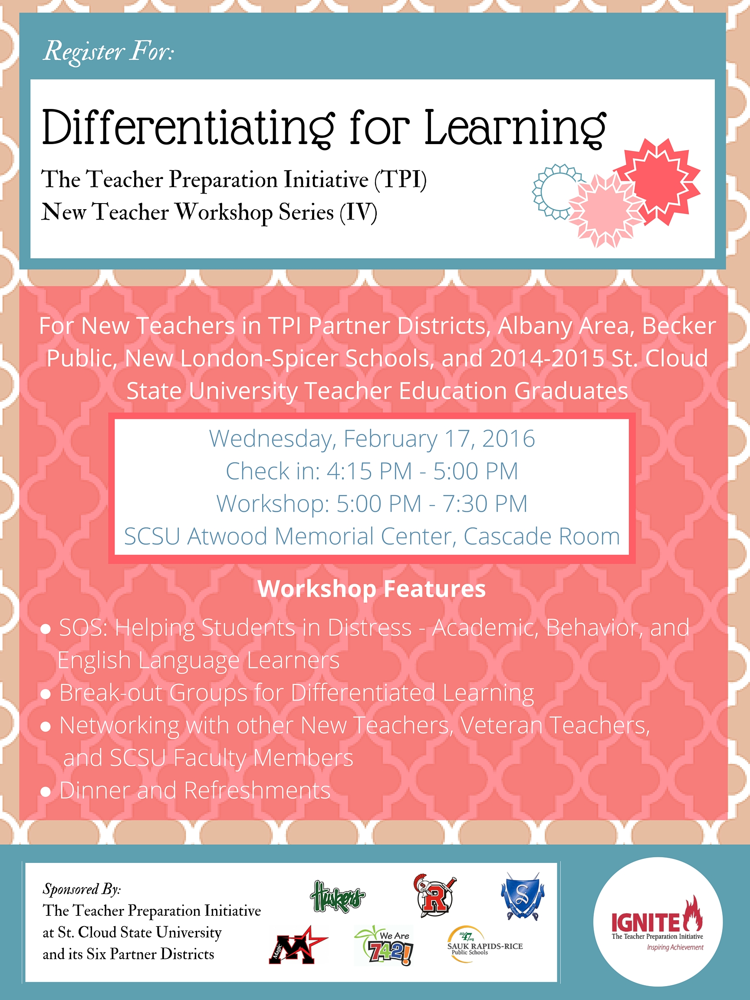 Register For:
Differentiating for Learning
The Teacher Preparation Initiative (TPI)
New Teacher Workshop Series (IV)
For New Teachers in TPI Partner Districts, Albany Area, Becker
Public, New London-Spicer Schools, and 2014-2015 St. Cloud
State University Teacher Education Graduates
Wednesday, February 17, 2016
Check in: 4:15 PM - 5:00 PM
Workshop: 5:00 PM - 7:30 PM
SCSU Atwood Memorial Center, Cascade Room
Workshop Features
● SOS: Helping Students in Distress - Academic, Behavior, and
English Language Learners
● Break-out Groups for Differentiated Learning
● Networking with other New Teachers, Veteran Teachers,
and SCSU Faculty Members
● Dinner and Refreshments
Sponsored By:
The Teacher Preparation Initiative
at St. Cloud State University
and its Six Partner Districts
Huskers
R
S
Sartell Sabres
M
Magic
We Are
742!
ISD
47.org
SAUK RAPIDS-RICE
Public Schools
IGNITE
The Teacher Preparation Initiative
Inspiring Achievement